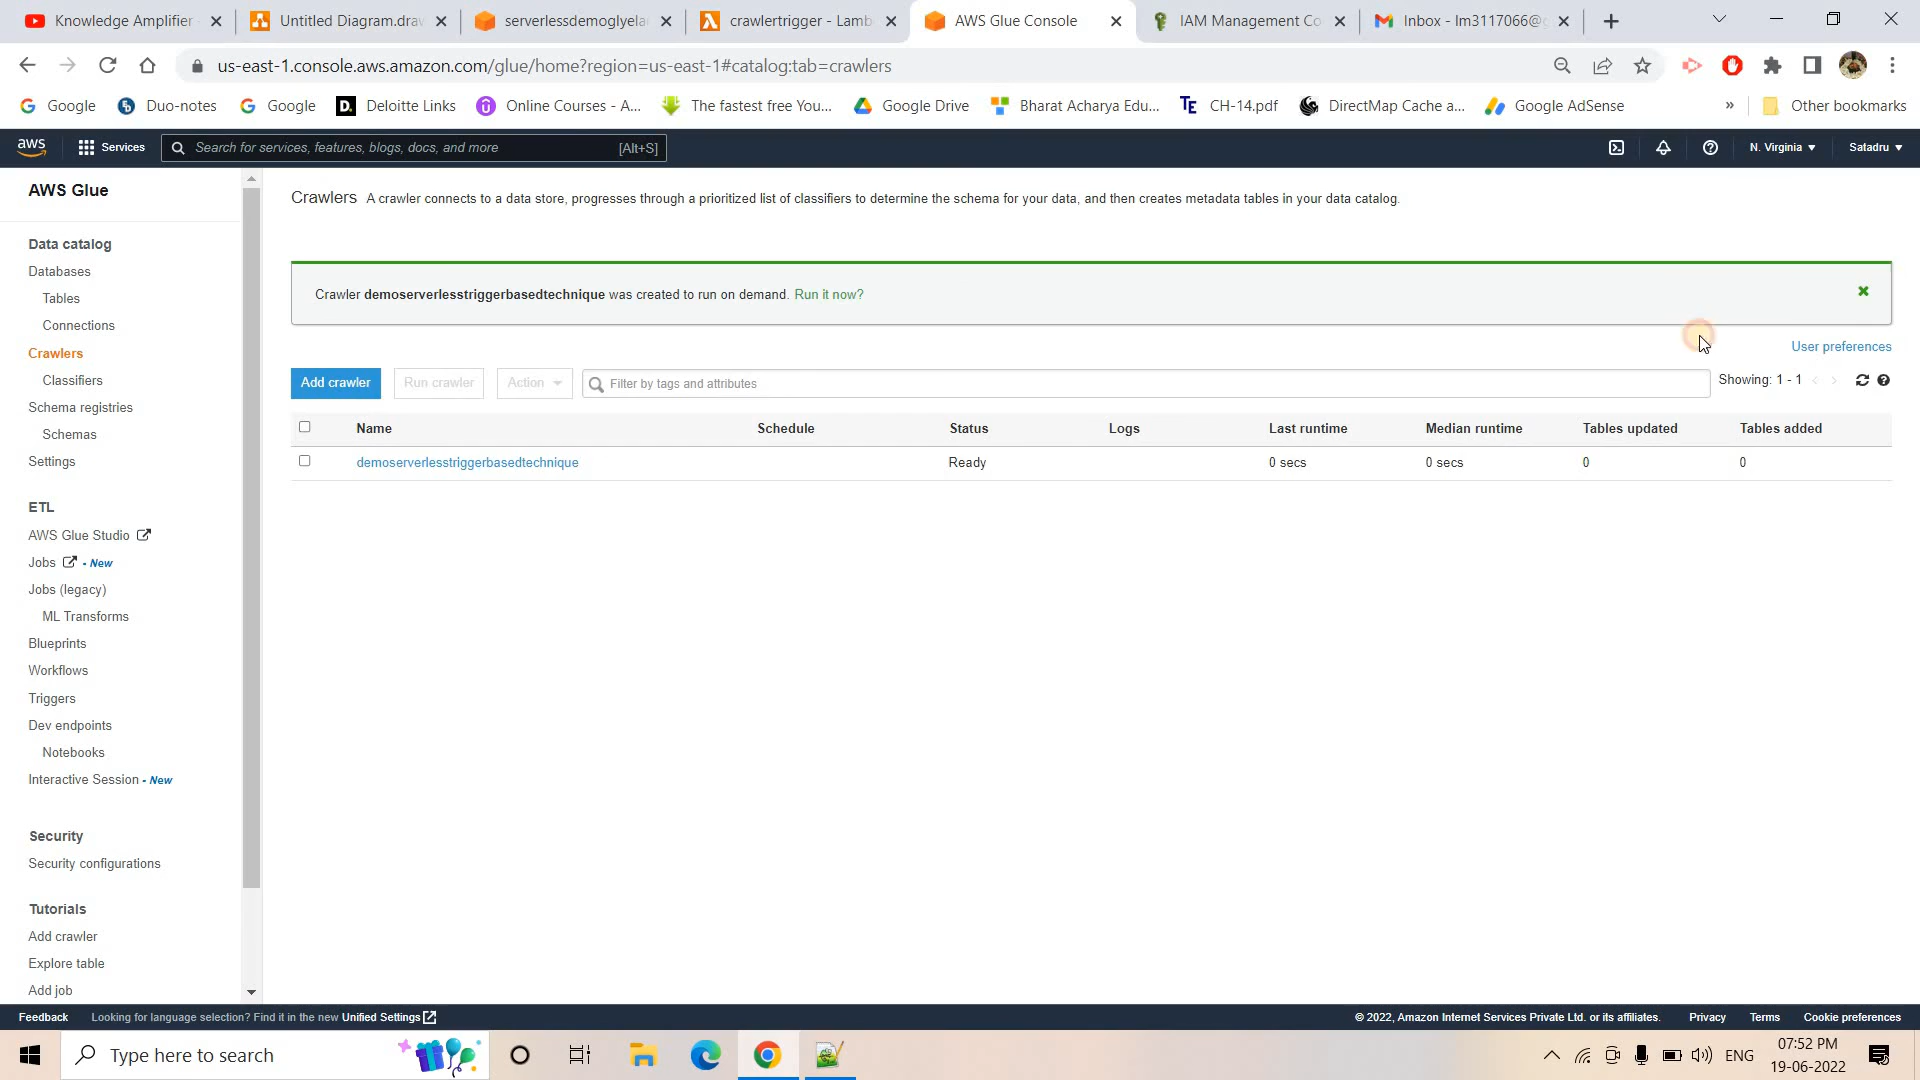 Knowledge Amplifier
Untitled Diagram.dra
serverlessdemoglyela
crawlertrigger - Lamb
AWS Glue Console
IAM Management Co
Inbox - lm3117066@g
us-east-1.console.aws.amazon.com/glue/home?region=us-east-1#catalog:tab=crawlers
Google
Duo-notes
Google
Deloitte Links
Online Courses - A...
The fastest free You...
Google Drive
Bharat Acharya Edu...
CH-14.pdf
DirectMap Cache a...
Google AdSense
»
Other bookmarks
aws
Services
Search for services, features, blogs, docs, and more
[Alt+S]
N. Virginia
Satadru
AWS Glue
Data catalog
Databases
Tables
Connections
Crawlers
Classifiers
Schema registries
Schemas
Settings
ETL
AWS Glue Studio
Jobs - New
Jobs (legacy)
ML Transforms
Blueprints
Workflows
Triggers
Dev endpoints
Notebooks
Interactive Session - New
Security
Security configurations
Tutorials
Add crawler
Explore table
Add job
Crawlers A crawler connects to a data store, progresses through a prioritized list of classifiers to determine the schema for your data, and then creates metadata tables in your data catalog.
Crawler demoserverlesstriggerbasedtechnique was created to run on demand. Run it now?
User preferences
Add crawler
Run crawler
Action
Filter by tags and attributes
Showing: 1 - 1
Name Schedule Status Logs Last runtime Median runtime Tables updated Tables added
demoserverlesstriggerbasedtechnique Ready 0 secs 0 secs 0 0
Feedback
Looking for language selection? Find it in the new Unified Settings
© 2022, Amazon Internet Services Private Ltd. or its affiliates.
Privacy
Terms
Cookie preferences
Type here to search
ENG
07:52 PM
19-06-2022